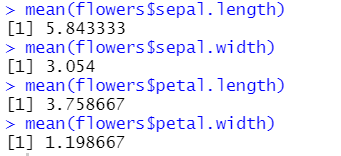 > mean(flowers$sepal.length)
[1] 5.843333
> mean(flowers$sepal.width)
[1] 3.054
> mean(flowers$petal.length)
[1] 3.758667
> mean(flowers$petal.width)
[1] 1.198667